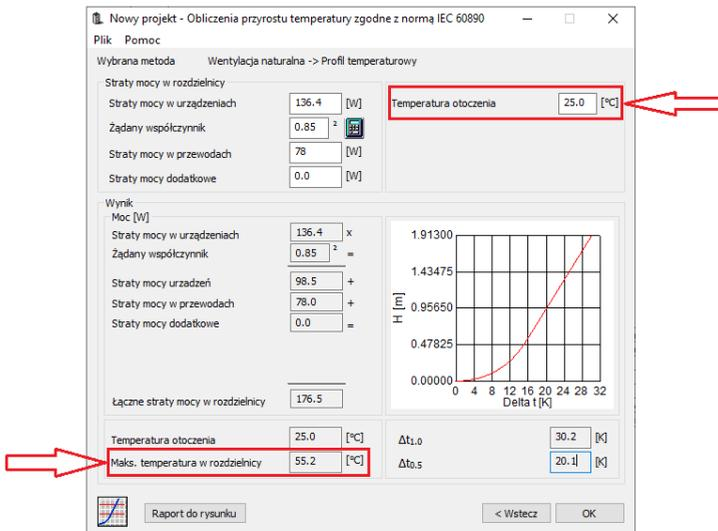 Nowy projekt - Obliczenia przyrostu temperatury zgodne z normą IEC 60890
Plik Pomoc
Wybrana metoda Wentylacja naturalna -> Profil temperaturowy
Straty mocy w rozdzielnicy
Straty mocy w urządzeniach 136.4 [W]
Żądany współczynnik 0.85 2
Straty mocy w przewodach 78 [W]
Straty mocy dodatkowe 0.0 [W]
Temperatura otoczenia 25.0 [°C]
Wynik
Moc [W]
Straty mocy w urządzeniach 136.4 x
Żądany współczynnik 0.85 2 =
Straty mocy urzadzeń 98.5 +
Straty mocy w przewodach 78.0 +
Straty mocy dodatkowe 0.0 =
Łączne straty mocy w rozdzielnicy 176.5
1.91300
1.43475
0.95650
0.47825
0.00000
H [m]
0 4 8 12 16 20 24 28 32
Delta t [K]
Temperatura otoczenia 25.0 [°C]
Maks. temperatura w rozdzielnicy 55.2 [°C]
Δt1.0 30.2 [K]
Δt0.5 20.1 [K]
Raport do rysunku
< Wstecz OK